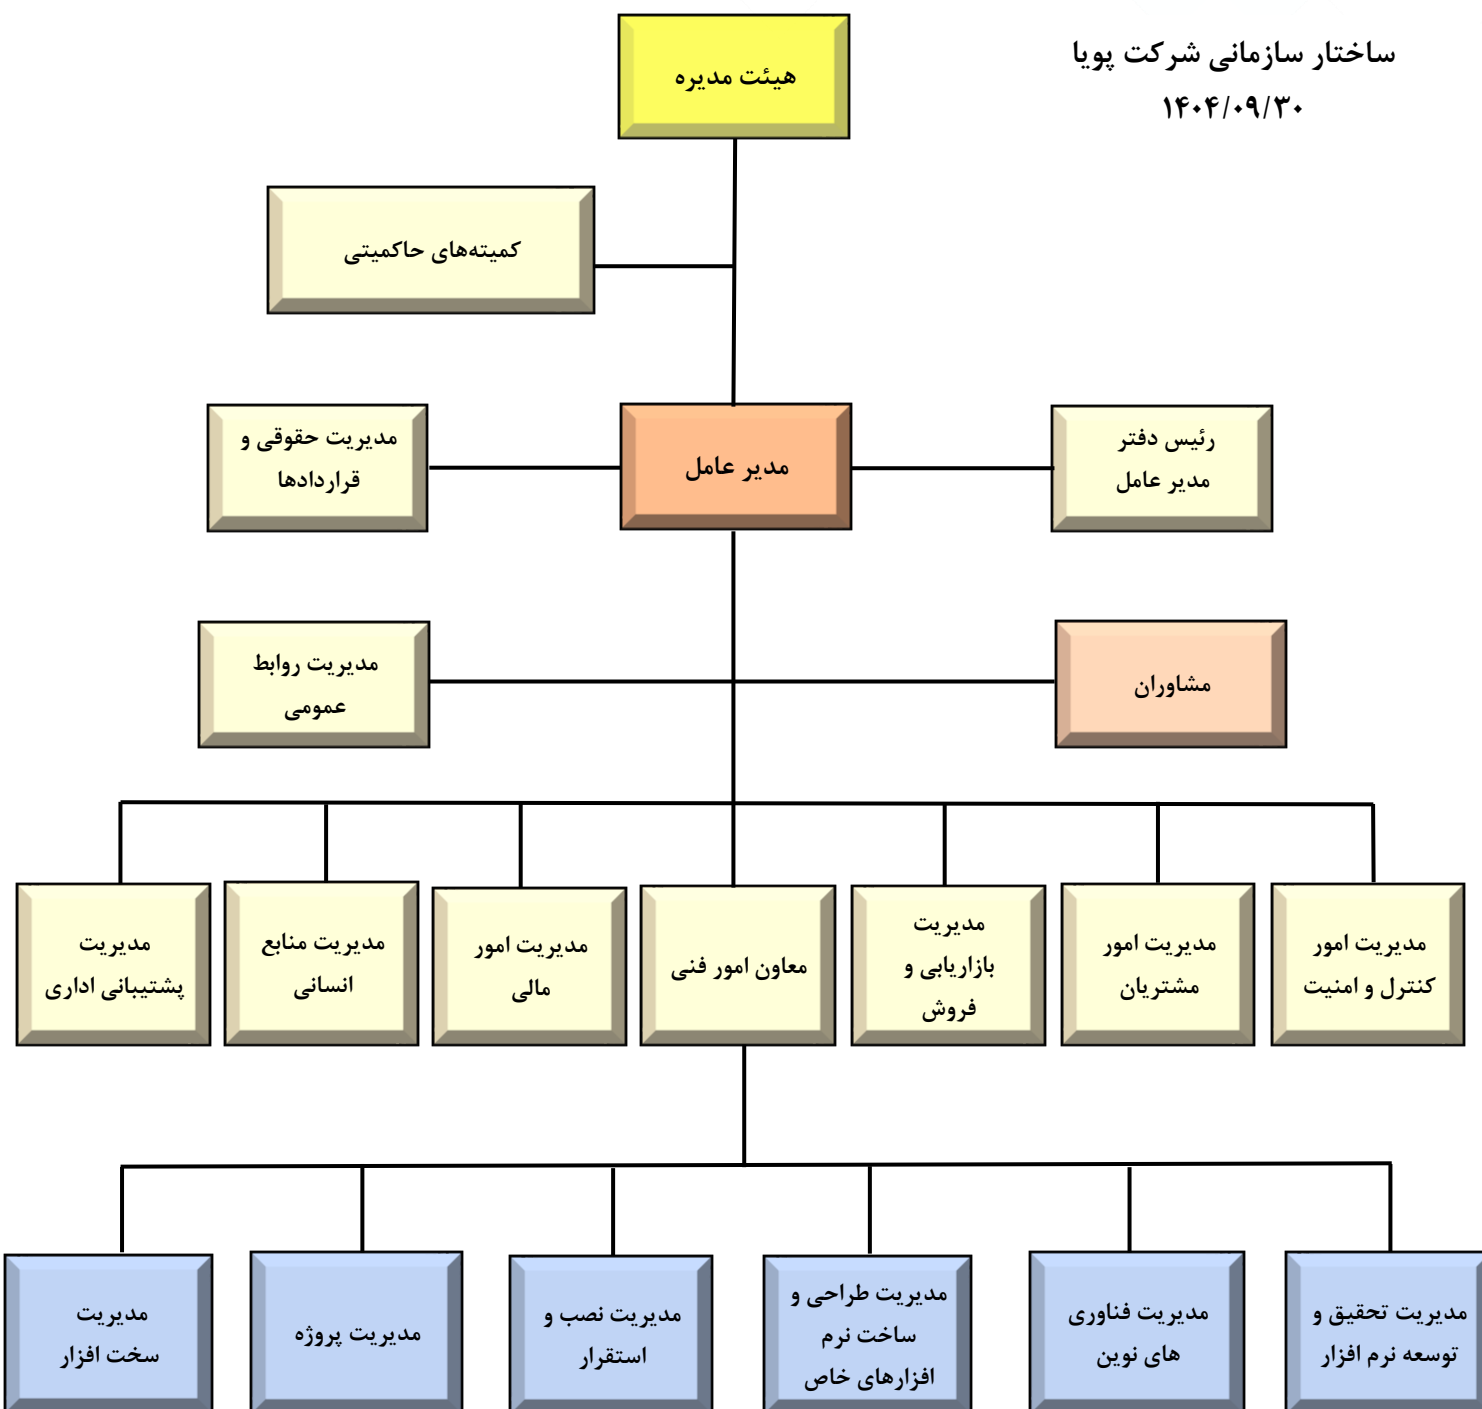 ساختار سازمانی شرکت پویا
۱۴۰۴/۰۹/۳۰
هیئت مدیره
کمیته‌های حاکمیتی
رئیس دفتر
مدیر عامل
مدیر عامل
مدیریت حقوقی و
قراردادها
مشاوران
مدیریت روابط
عمومی
مدیریت امور
کنترل و امنیت
مدیریت امور
مشتریان
مدیریت
بازاریابی و
فروش
معاون امور فنی
مدیریت امور
مالی
مدیریت منابع
انسانی
مدیریت
پشتیبانی اداری
مدیریت تحقیق و
توسعه نرم افزار
مدیریت فناوری
های نوین
مدیریت طراحی و
ساخت نرم
افزارهای خاص
مدیریت نصب و
استقرار
مدیریت پروژه
مدیریت
سخت افزار